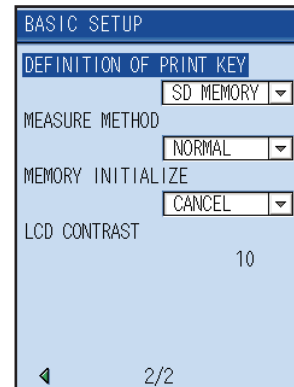 BASIC SETUP
DEFINITION OF PRINT KEY
SD MEMORY
MEASURE METHOD
NORMAL
MEMORY INITIALIZE
CANCEL
LCD CONTRAST
10
2/2